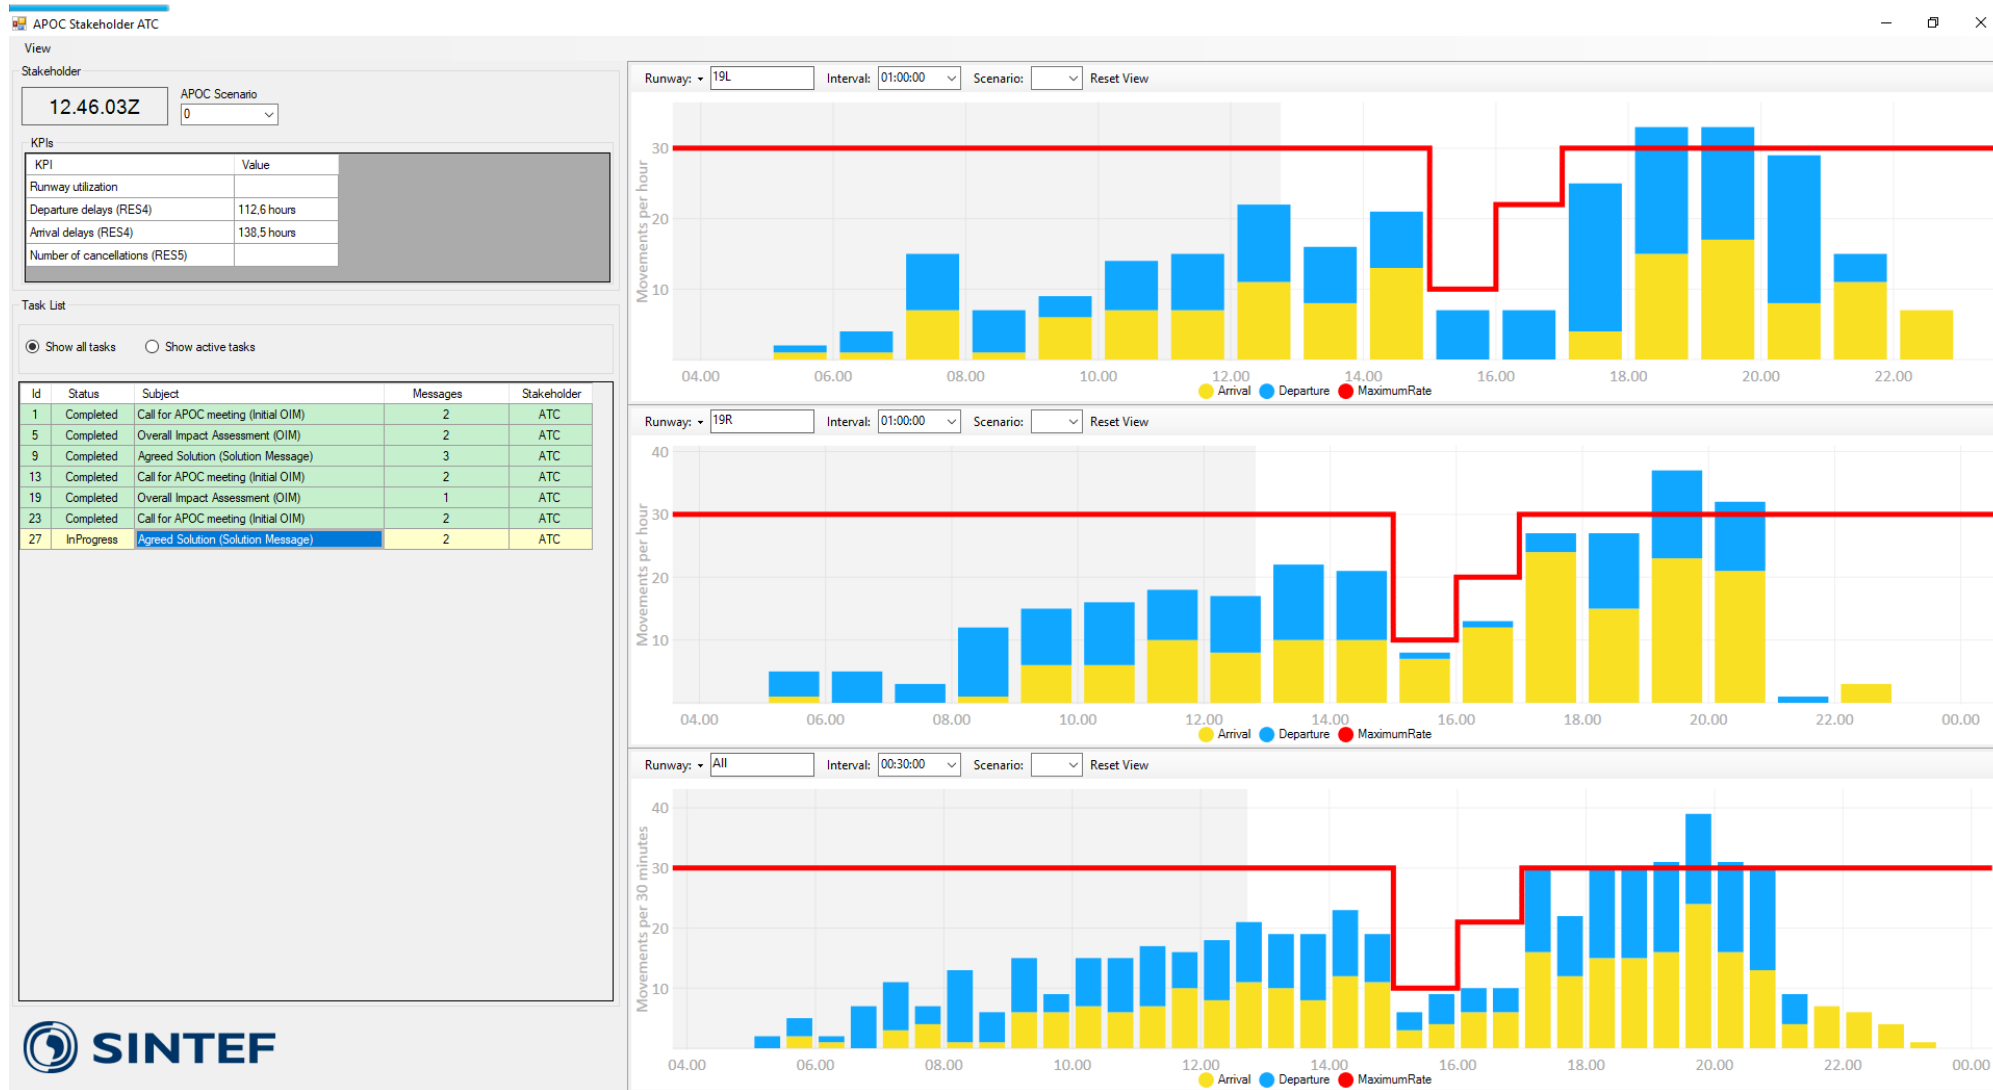 APOC Stakeholder ATC
View
Stakeholder
12.46.03Z
APOC Scenario
0
KPIs
KPI Value
Runway utilization
Departure delays (RES4) 112,6 hours
Arrival delays (RES4) 138,5 hours
Number of cancellations (RES5)
Task List
Show all tasks Show active tasks
Id Status Subject Messages Stakeholder
1 Completed Call for APOC meeting (Initial OIM) 2 ATC
5 Completed Overall Impact Assessment (OIM) 2 ATC
9 Completed Agreed Solution (Solution Message) 3 ATC
13 Completed Call for APOC meeting (Initial OIM) 2 ATC
19 Completed Overall Impact Assessment (OIM) 1 ATC
23 Completed Call for APOC meeting (Initial OIM) 2 ATC
27 InProgress Agreed Solution (Solution Message) 2 ATC
SINTEF
Runway: 19L Interval: 01:00:00 Scenario: Reset View
Movements per hour
30
20
10
04.00 06.00 08.00 10.00 12.00 14.00 16.00 18.00 20.00 22.00
Arrival Departure MaximumRate
Runway: 19R Interval: 01:00:00 Scenario: Reset View
Movements per hour
40
30
20
10
04.00 06.00 08.00 10.00 12.00 14.00 16.00 18.00 20.00 22.00 00.00
Arrival Departure MaximumRate
Runway: All Interval: 00:30:00 Scenario: Reset View
Movements per 30 minutes
40
30
20
10
04.00 06.00 08.00 10.00 12.00 14.00 16.00 18.00 20.00 22.00 00.00
Arrival Departure MaximumRate